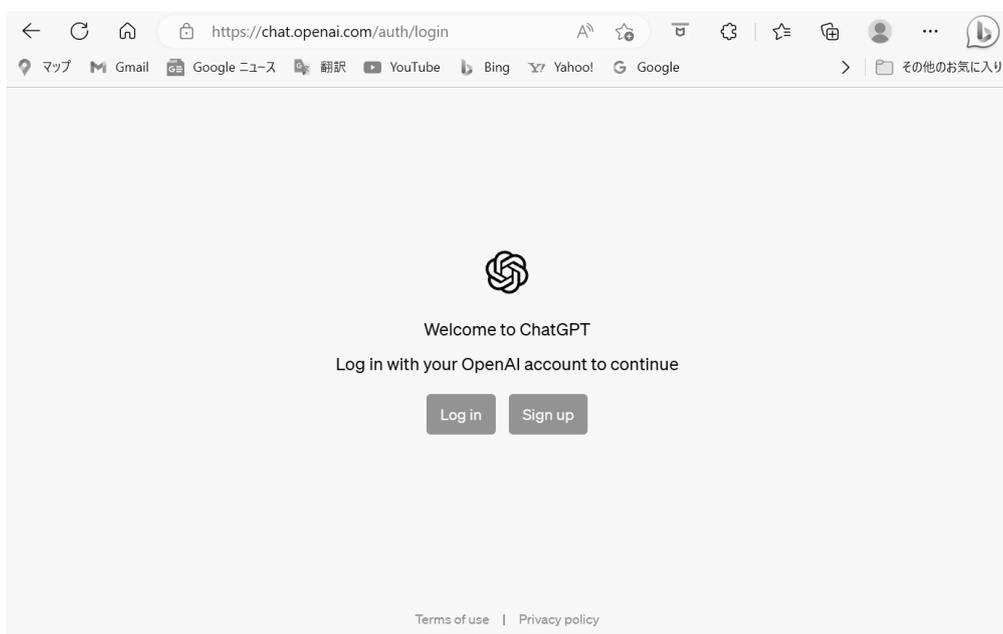 https://chat.openai.com/auth/login
マップ Gmail Google ニュース 翻訳 YouTube Bing Yahoo! Google その他のお気に入り
Welcome to ChatGPT
Log in with your OpenAI account to continue
Log in Sign up
Terms of use | Privacy policy